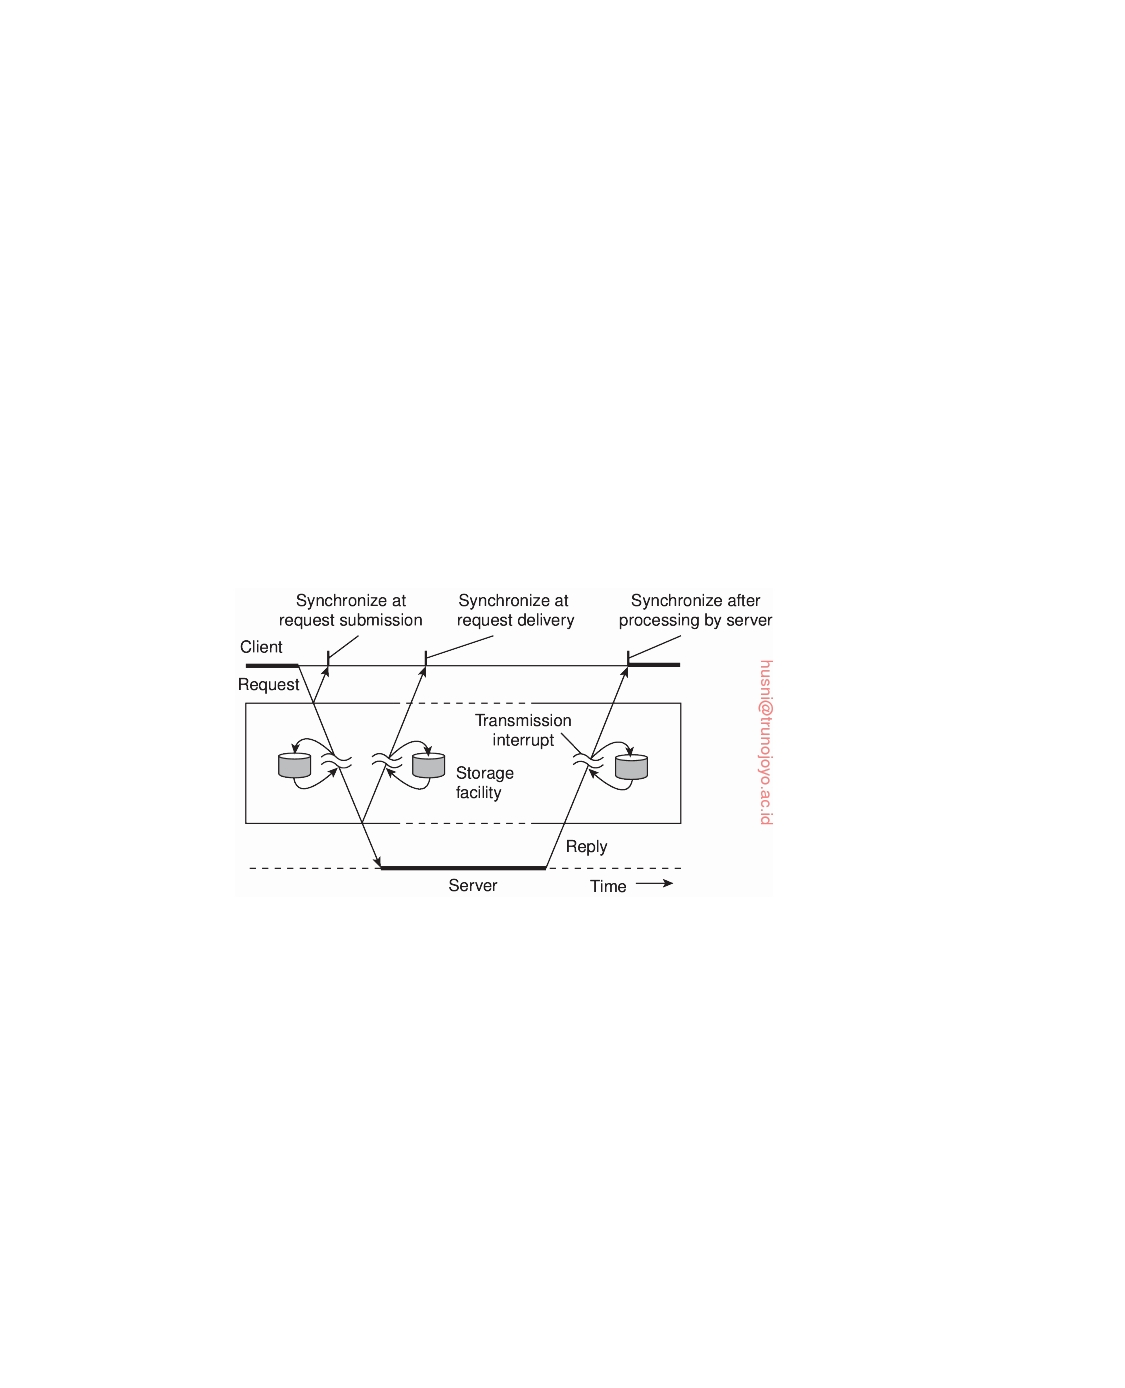 Synchronize at
request submission
Synchronize at
request delivery
Synchronize after
processing by server
Client
Request
Transmission
interrupt
Storage
facility
Reply
Server
Time
husni@trunojoyo.ac.id